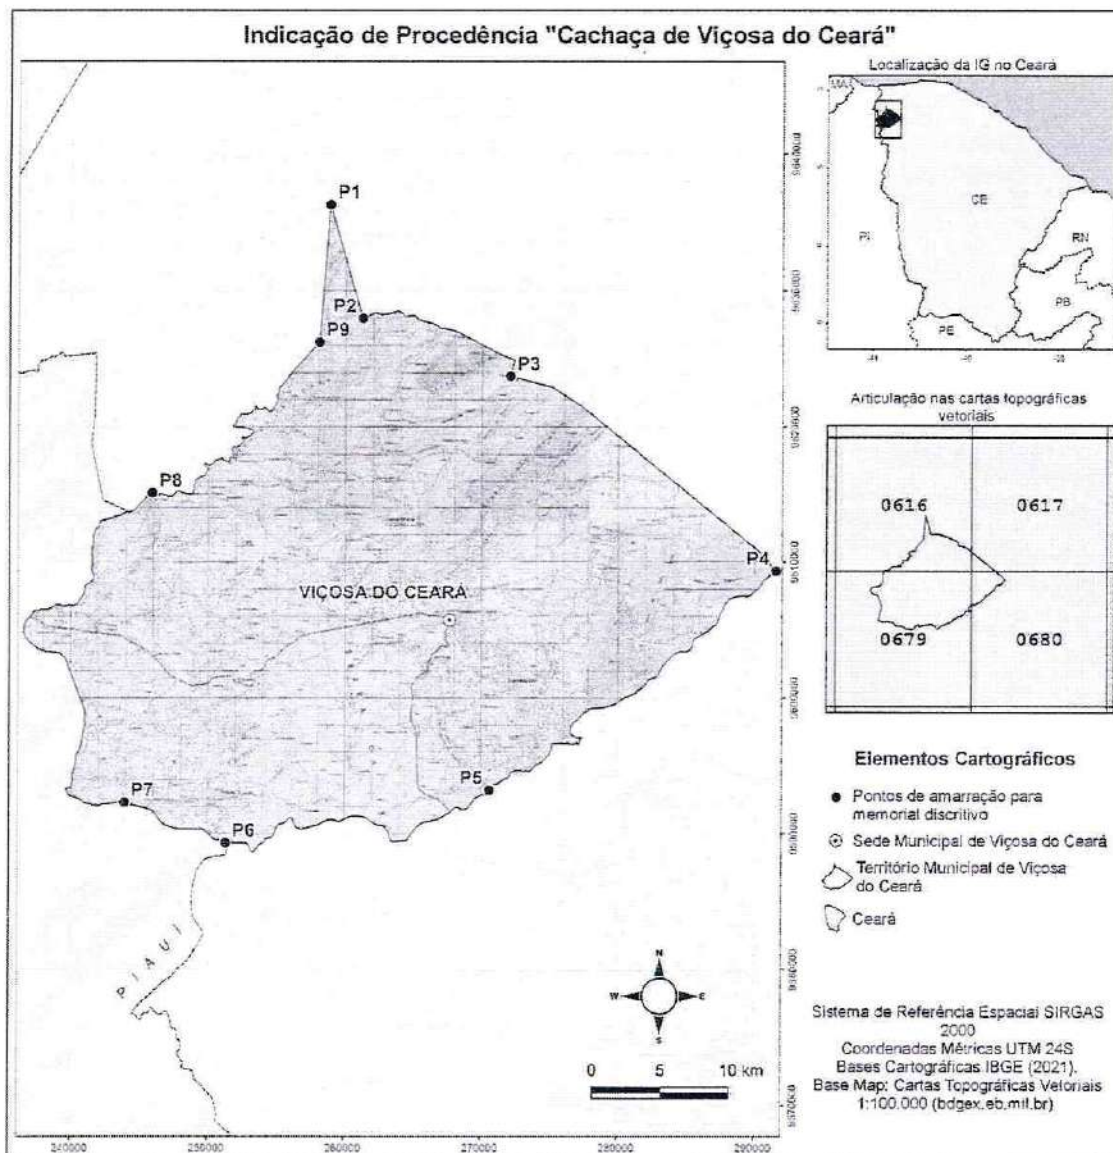 Indicação de Procedência "Cachaça de Viçosa do Ceará"
P1
P2
P9
P3
P8
P4
VIÇOSA DO CEARÁ
P5
P7
P6
PIAUI
N
W
E
S
0 5 10 km
240000 250000 260000 270000 280000 290000
Localização da IG no Ceará
MA
CE
PI
RN
PB
PE
Articulação nas cartas topográficas
vetoriais
0616 0617
0679 0680
Elementos Cartográficos
Pontos de amarração para
memorial discritivo
Sede Municipal de Viçosa do Ceará
Território Municipal de Viçosa
do Ceará
Ceará
Sistema de Referência Espacial SIRGAS
2000
Coordenadas Métricas UTM 24S
Bases Cartográficas IBGE (2021).
Base Map: Cartas Topográficas Vetoriais
1:100.000 (bdgex.eb.mil.br)